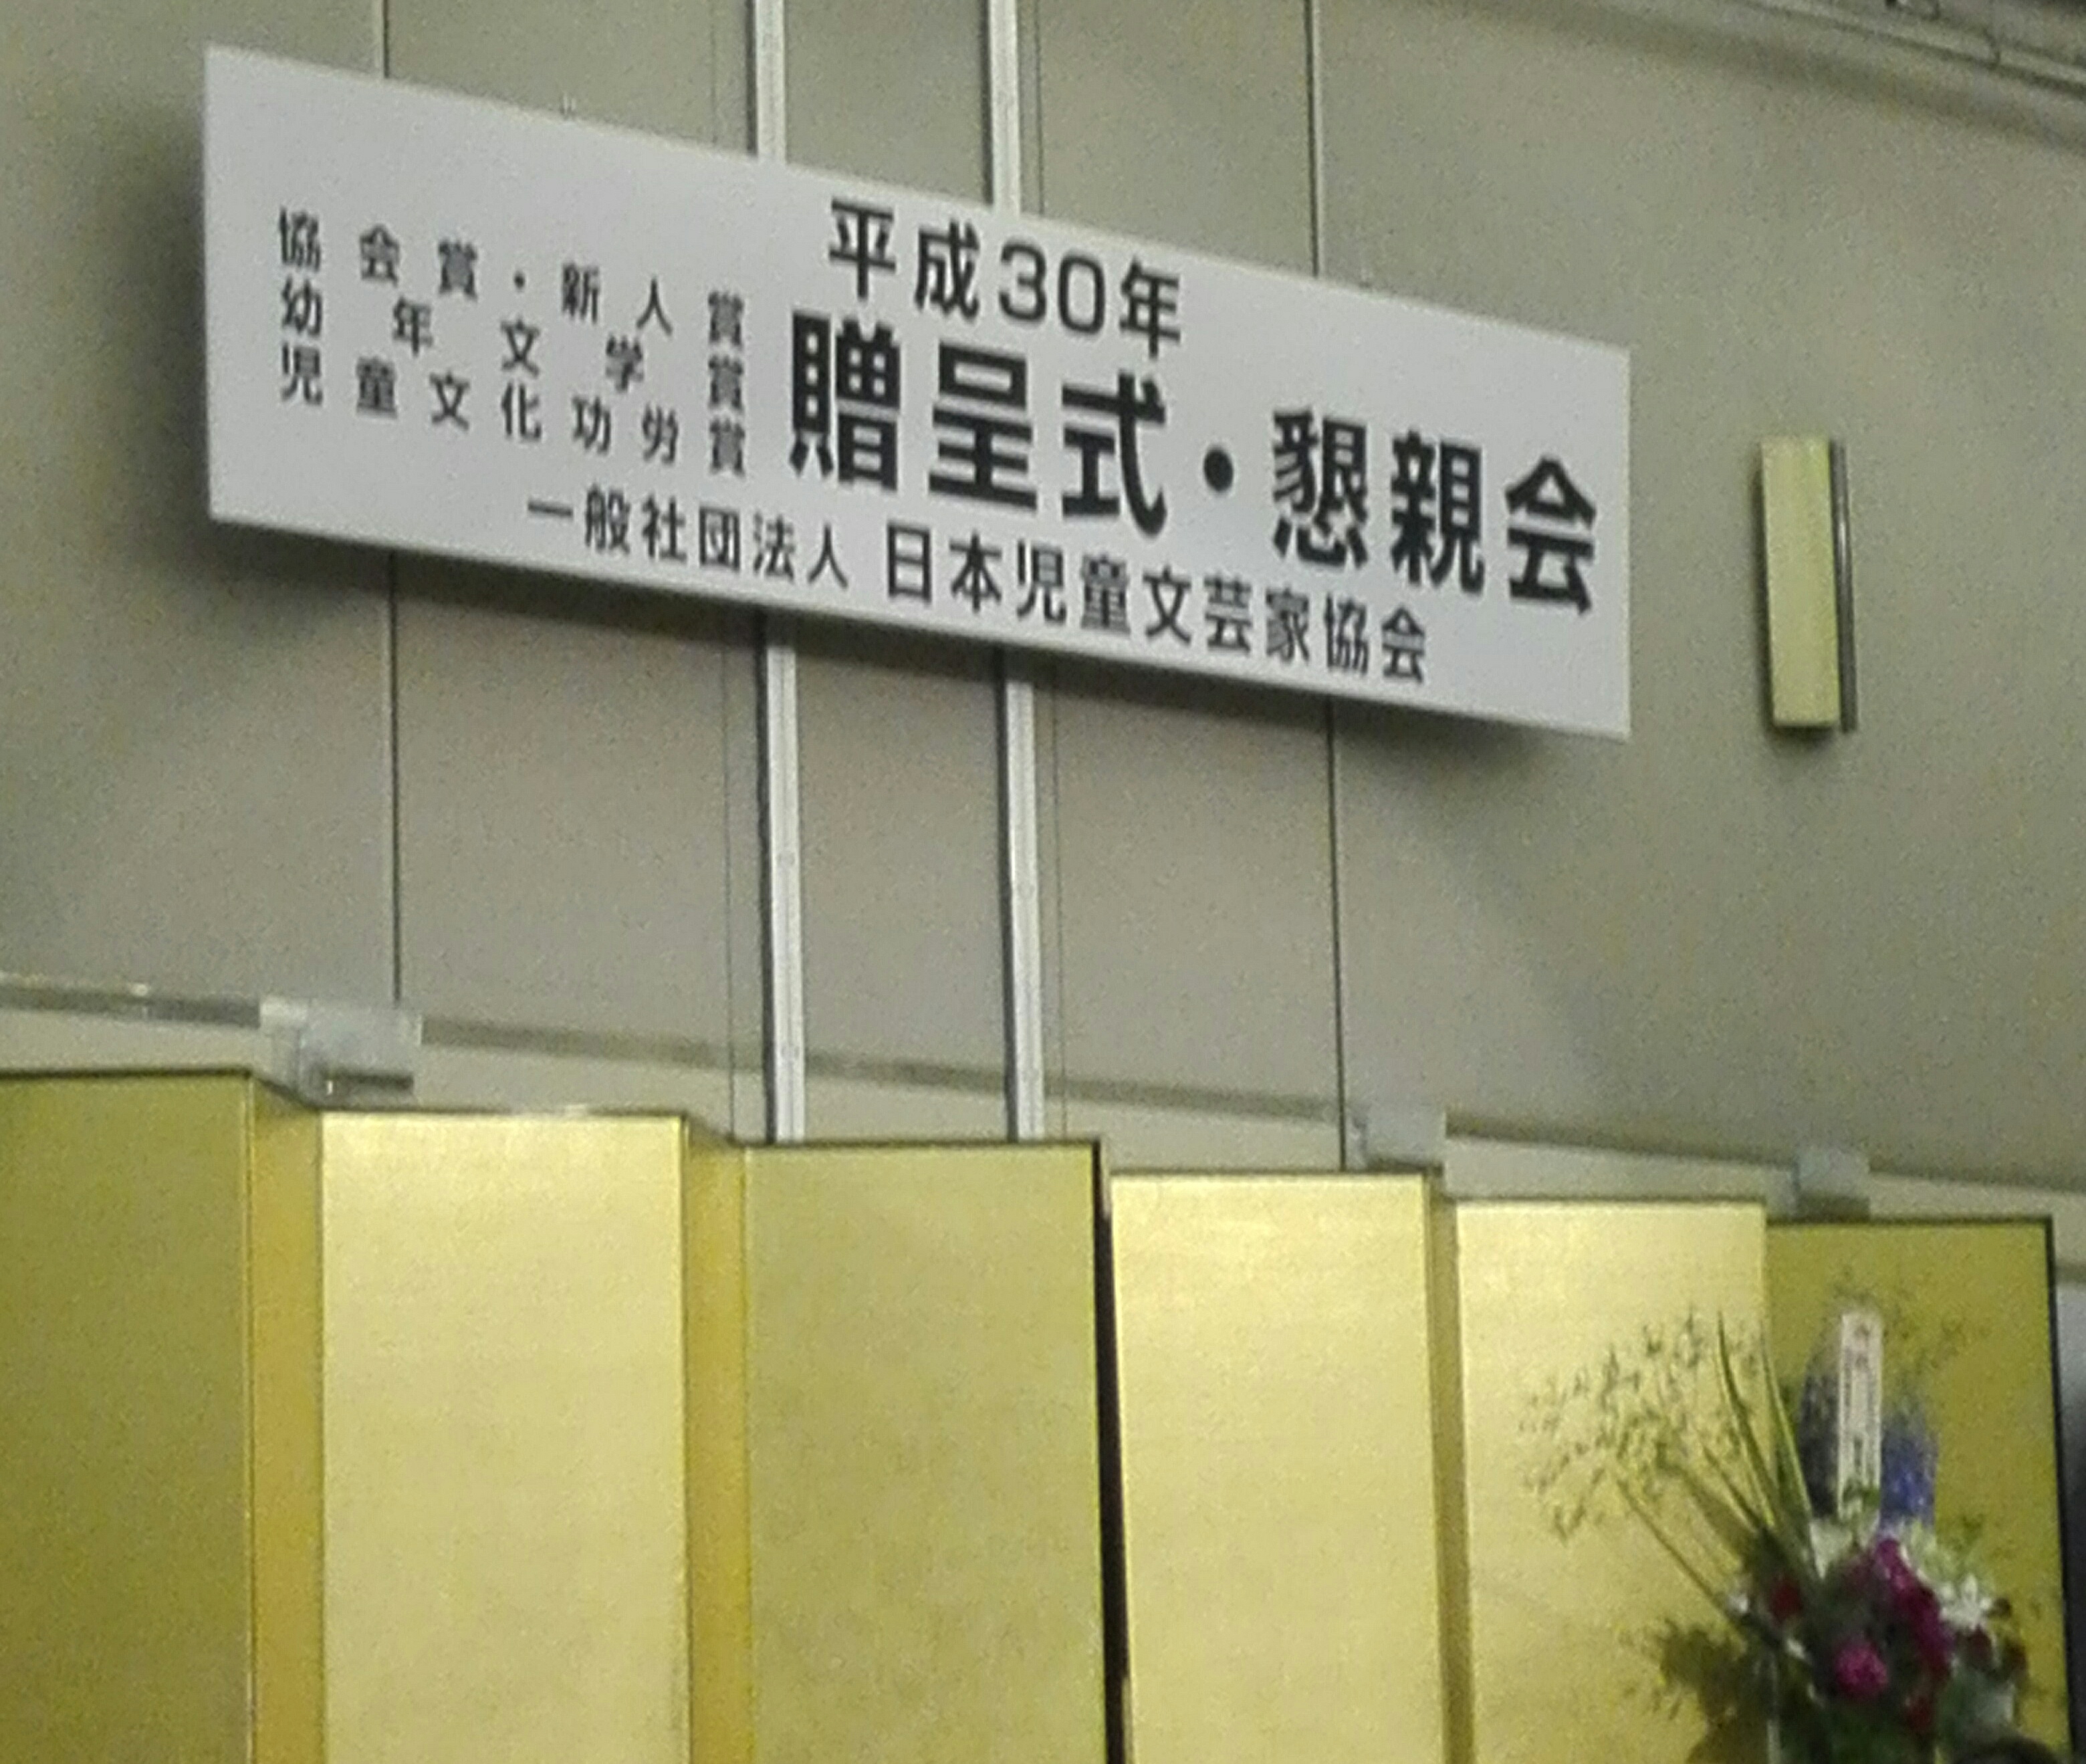 平成30年
協会賞・新人賞
幼年文学賞
児童文化功労賞
贈呈式・懇親会
一般社団法人 日本児童文芸家協会